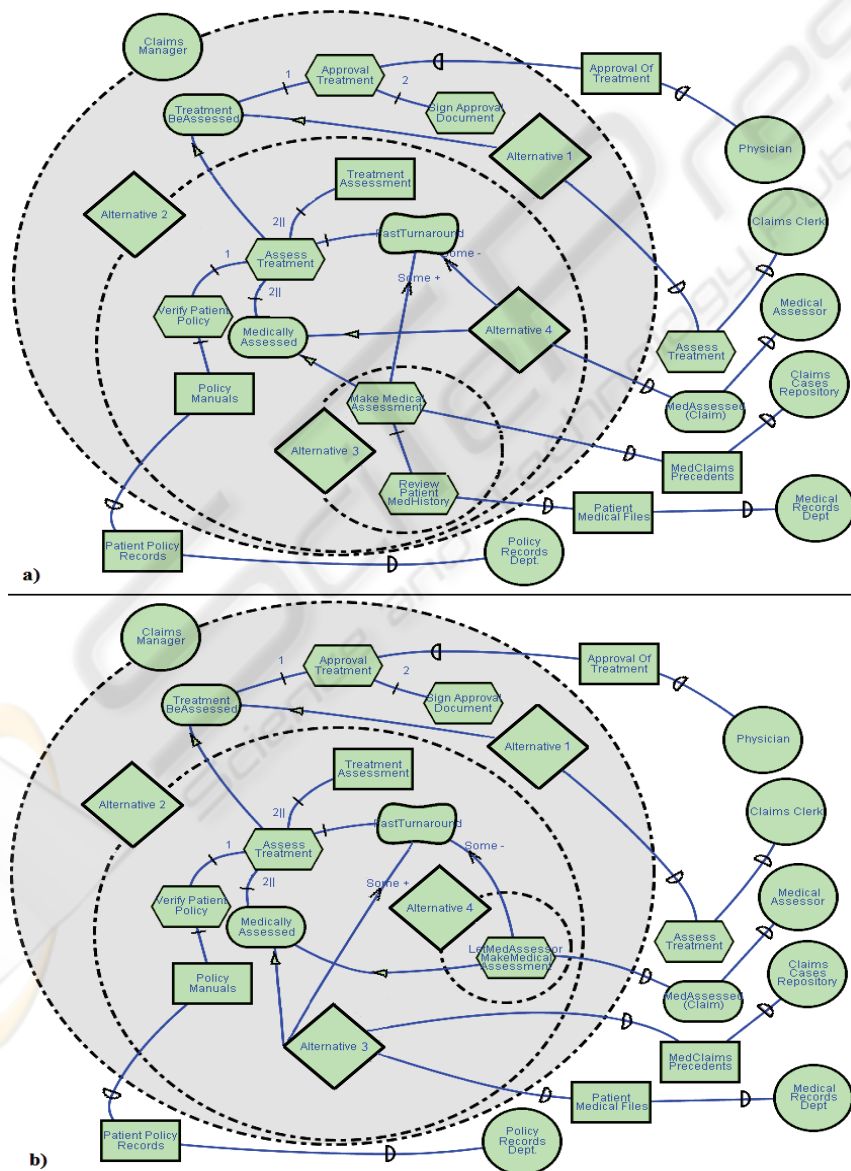 Claims
Manager
1
Approval
Treatment
2
Sign Approval
Document
Approval Of
Treatment
Treatment
BeAssessed
Alternative 1
Physician
Treatment
Assessment
Alternative 2
2||
FastTurnaround
Claims Clerk
1
Assess
Treatment
Some -
Some +
2||
Verify Patient
Policy
Medically
Assessed
Alternative 4
Assess
Treatment
Medical
Assessor
Policy
Manuals
Make Medical
Assessment
MedAssessed
(Claim)
Claims
Cases
Repository
Alternative 3
MedClaims
Precedents
Review
Patient
MedHistory
Patient
Medical Files
Medical
Records
Dept
Patient Policy
Records
Policy
Records
Dept.
a)
Claims
Manager
1
Approval
Treatment
2
Sign Approval
Document
Approval Of
Treatment
Treatment
BeAssessed
Alternative 1
Physician
Treatment
Assessment
Alternative 2
2||
FastTurnaround
Claims Clerk
1
Assess
Treatment
Some -
Some +
2||
Verify Patient
Policy
Medically
Assessed
Alternative 4
LetMedAssessor
MakeMedical
Assessment
Assess
Treatment
Medical
Assessor
Policy
Manuals
MedAssessed
(Claim)
Claims
Cases
Repository
Alternative 3
MedClaims
Precedents
Patient
Medical Files
Medical
Records
Dept
Patient Policy
Records
Policy
Records
Dept.
b)